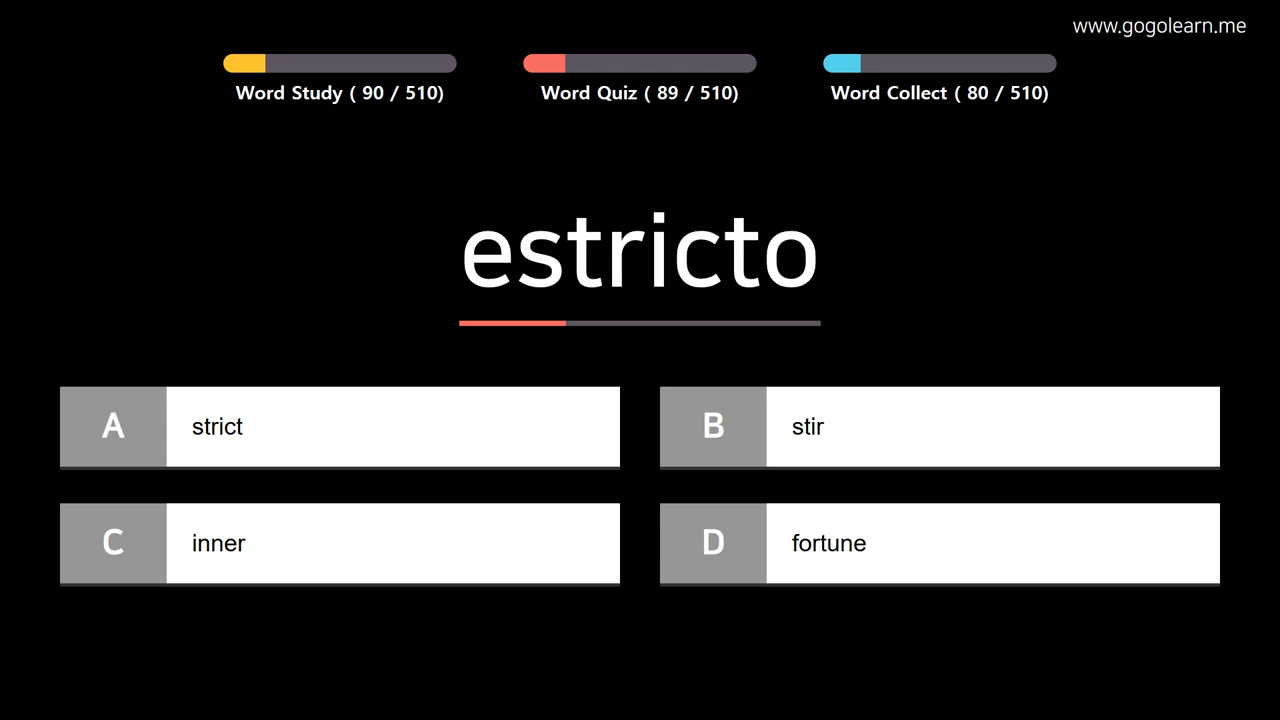 www.gogolearn.me
Word Study ( 90 / 510)
Word Quiz ( 89 / 510)
Word Collect ( 80 / 510)
estricto
A strict
B stir
C inner
D fortune